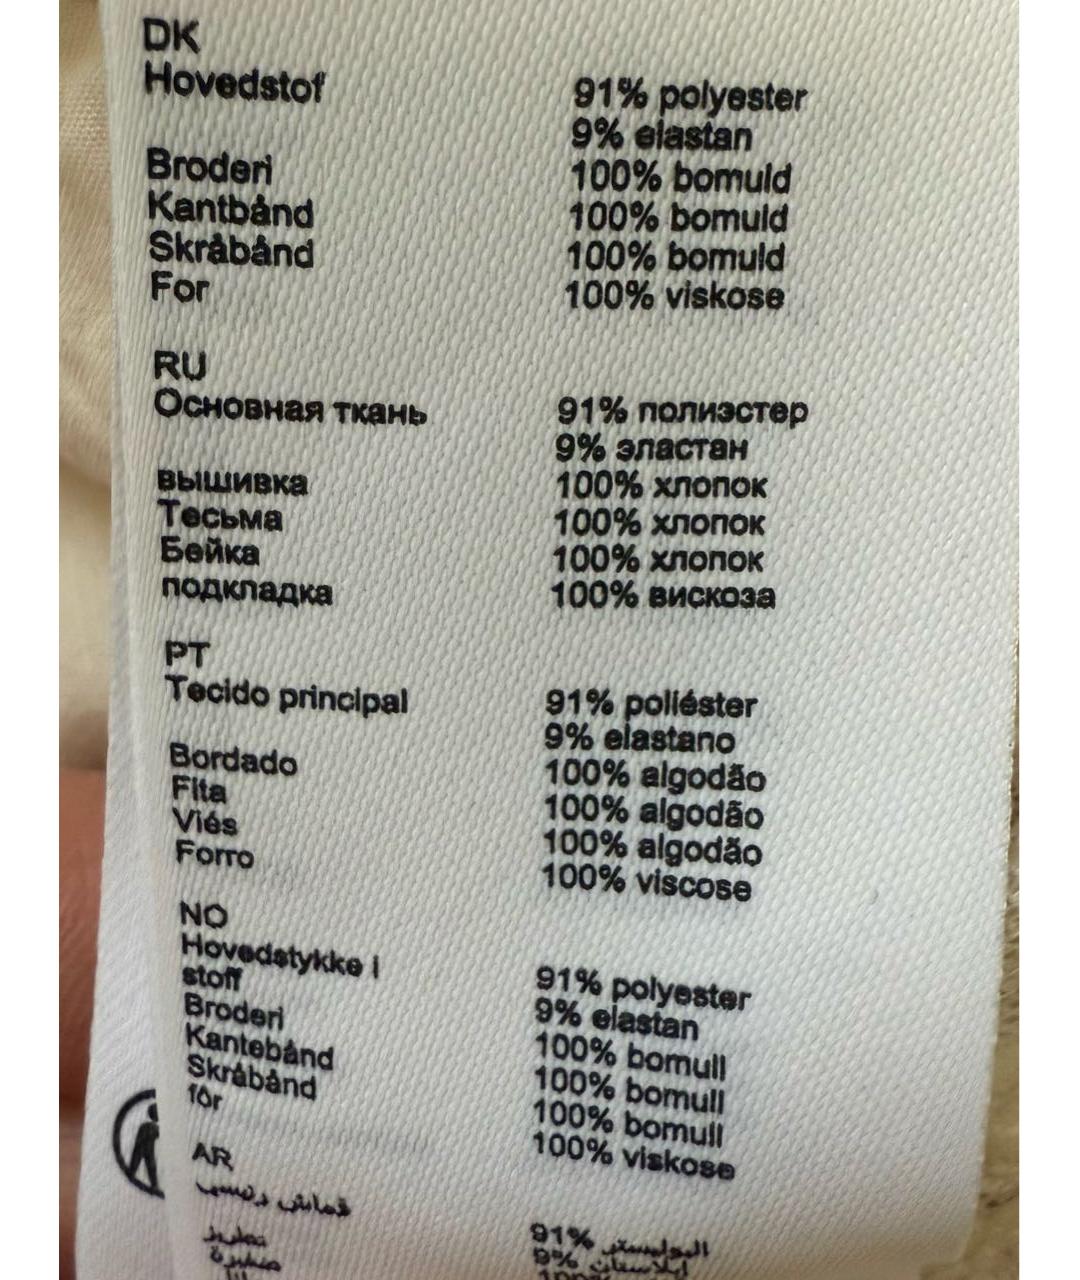 DK
Hovedstof 91% polyester
9% elastan
Broderi 100% bomuld
Kantbånd 100% bomuld
Skråbånd 100% bomuld
For 100% viskose
RU
Основная ткань 91% полиэстер
9% эластан
вышивка 100% хлопок
Тесьма 100% хлопок
Бейка 100% хлопок
подкладка 100% вискоза
PT
Tecido principal 91% poliéster
9% elastano
Bordado 100% algodão
Fita 100% algodão
Viés 100% algodão
Forro 100% viscose
NO
Hovedstykke i
stoff 91% polyester
9% elastan
Broderi 100% bomull
Kantebånd 100% bomull
Skråbånd 100% bomull
fôr 100% viskose
AR
قماش رئيسي
91% البوليستر
تطريز 9% إيلاستان
ضفيرة